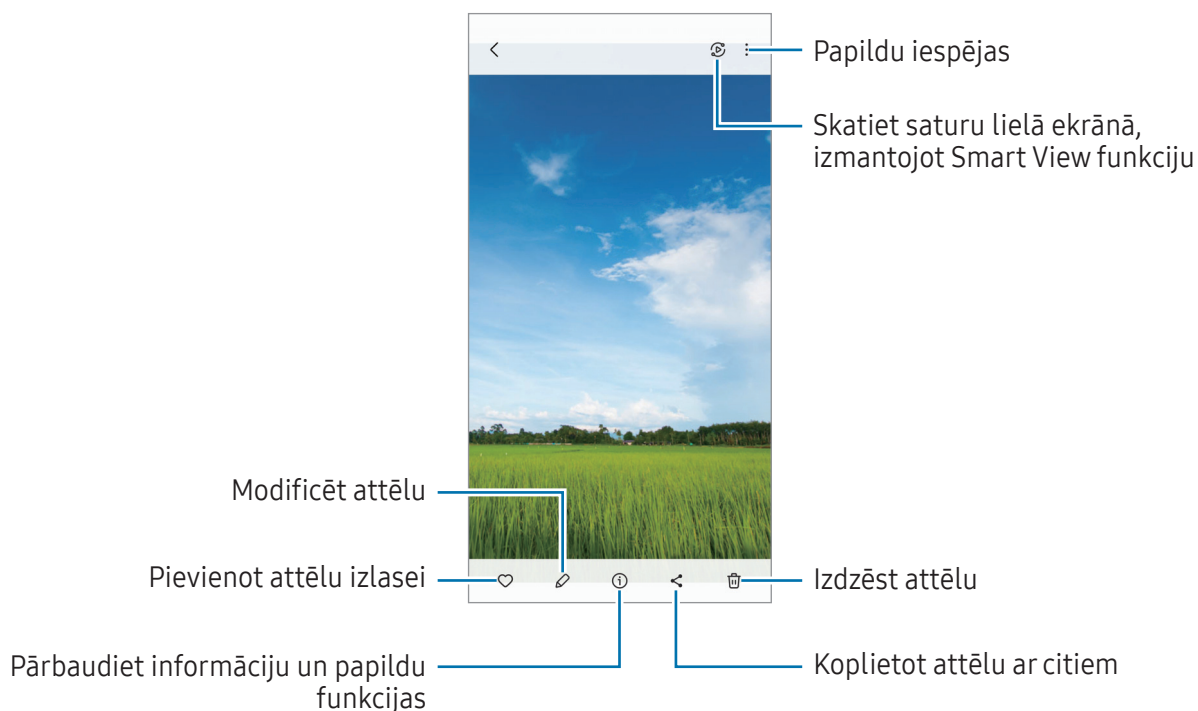 Papildu iespējas
Skatiet saturu lielā ekrānā,
izmantojot Smart View funkciju
Modificēt attēlu
Pievienot attēlu izlasei
Izdzēst attēlu
Pārbaudiet informāciju un papildu
funkcijas
Koplietot attēlu ar citiem